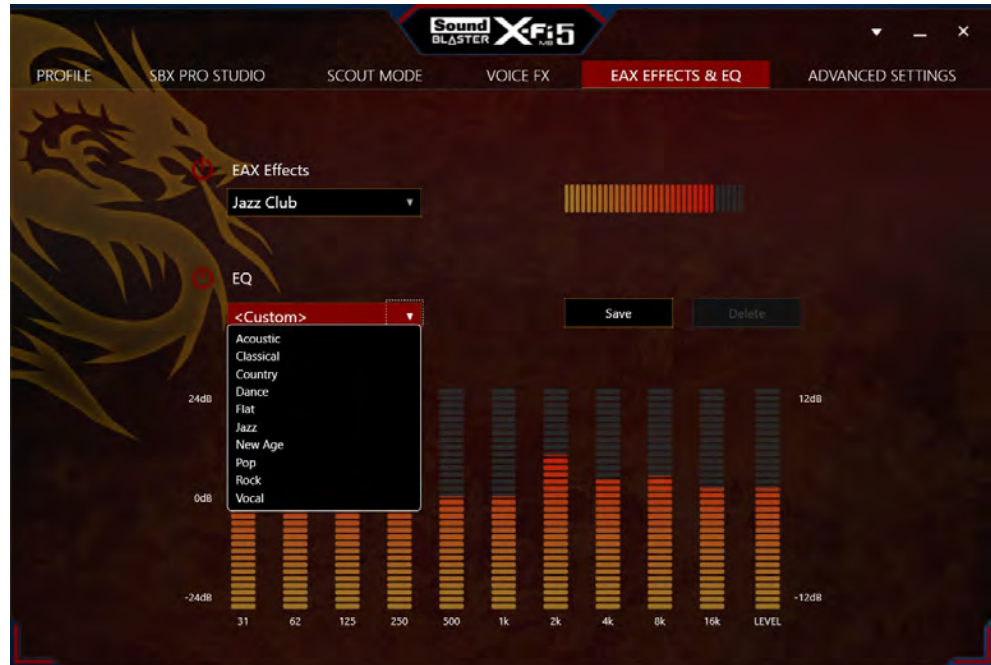 Sound BLASTER X-Fi MB 5
PROFILE SBX PRO STUDIO SCOUT MODE VOICE FX EAX EFFECTS & EQ ADVANCED SETTINGS
EAX Effects
Jazz Club
EQ
<Custom> Save Delete
Acoustic
Classical
Country
Dance
Flat
Jazz
New Age
Pop
Rock
Vocal
24dB 12dB
0dB
-24dB -12dB
31 62 125 250 500 1k 2k 4k 8k 16k LEVEL